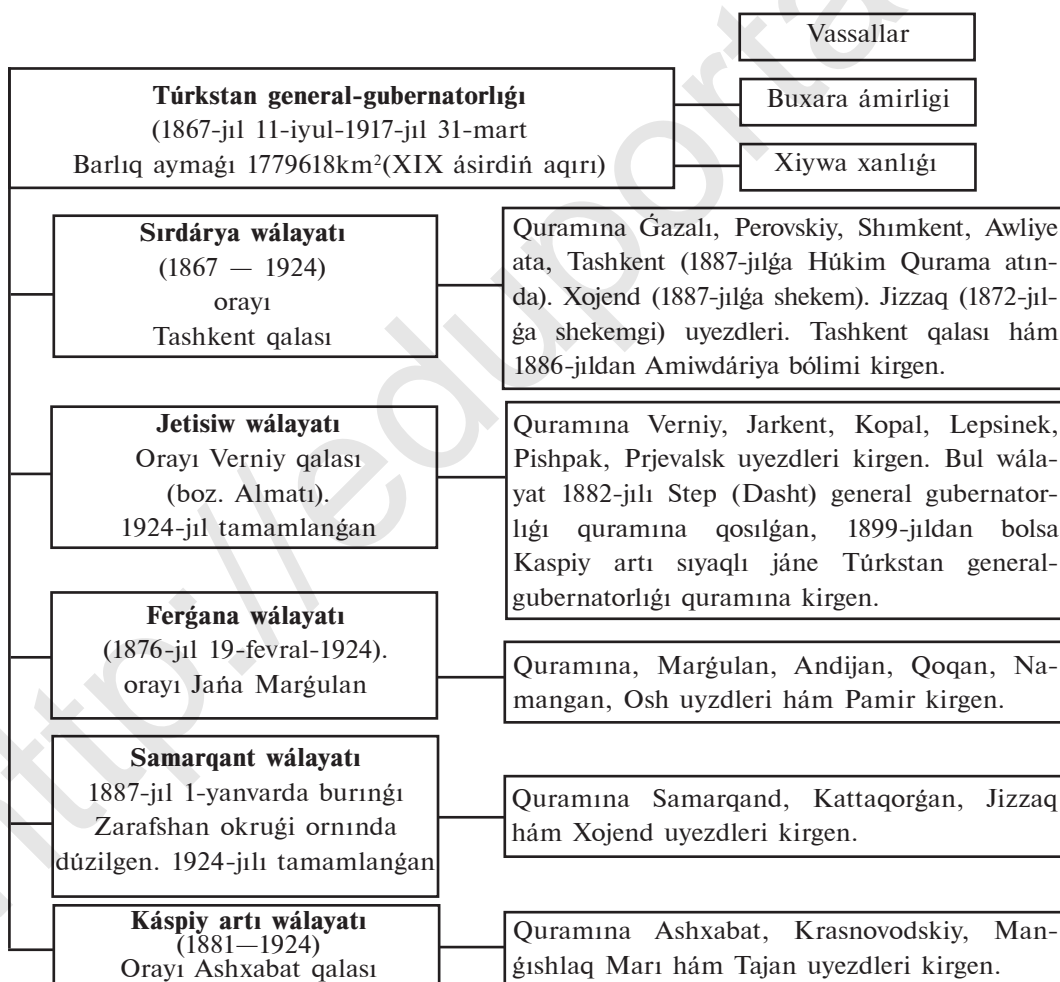 Vassallar
Túrkstan general-gubernatorlıǵı
(1867-jıl 11-iyul-1917-jıl 31-mart
Barlıq aymaǵı 1779618km²(XIX ásirdiń aqırı)
Buxara ámirligi
Xiywa xanlıǵı
Sırdárya wálayatı
(1867 — 1924)
orayı
Tashkent qalası
Quramına Ǵazalı, Perovskiy, Shımkent, Awliye
ata, Tashkent (1887-jılǵa Húkim Qurama atın-
da). Xojend (1887-jılǵa shekem). Jizzaq (1872-jıl-
ǵa shekemgi) uyezdleri. Tashkent qalası hám
1886-jıldan Amiwdáriya bólimi kirgen.
Jetisiw wálayatı
Orayı Verniy qalası
(boz. Almatı).
1924-jıl tamamlanǵan
Quramına Verniy, Jarkent, Kopal, Lepsinek,
Pishpak, Prjevalsk uyezdleri kirgen. Bul wála-
yat 1882-jılı Step (Dasht) general gubernator-
lıǵı quramına qosılǵan, 1899-jıldan bolsa
Kaspiy artı sıyaqlı jáne Túrkstan general-
gubernatorlıǵı quramına kirgen.
Ferǵana wálayatı
(1876-jıl 19-fevral-1924).
orayı Jańa Marǵulan
Quramına, Marǵulan, Andijan, Qoqan, Na-
mangan, Osh uyzdleri hám Pamir kirgen.
Samarqant wálayatı
1887-jıl 1-yanvarda burınǵı
Zarafshan okruǵi ornında
dúzilgen. 1924-jılı tamamlanǵan
Quramına Samarqand, Kattaqorǵan, Jizzaq
hám Xojend uyezdleri kirgen.
Káspiy artı wálayatı
(1881—1924)
Orayı Ashxabat qalası
Quramına Ashxabat, Krasnovodskiy, Man-
ǵıshlaq Marı hám Tajan uyezdleri kirgen.
http://eduporta